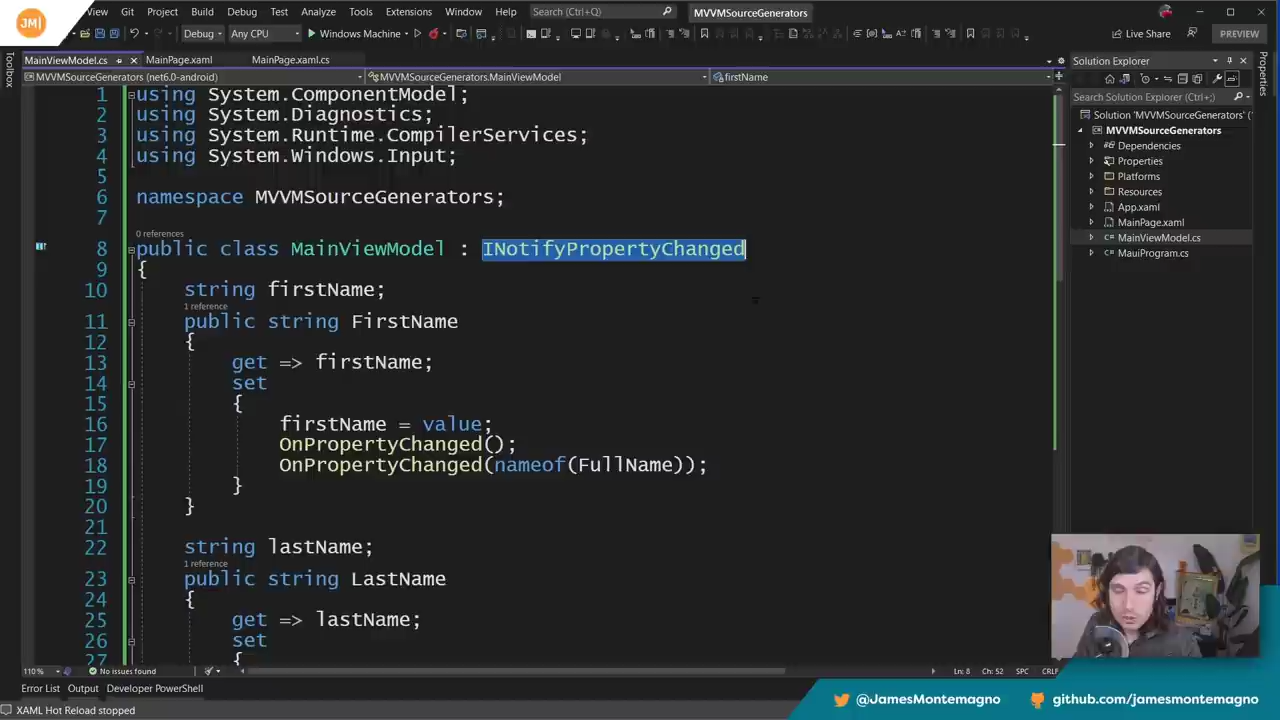 JM|
View Git Project Build Debug Test Analyze Tools Extensions Window Help Search (Ctrl+Q) MVVMSourceGenerators
Debug Any CPU Windows Machine Live Share PREVIEW
MainViewModel.cs MainPage.xaml MainPage.xaml.cs
MVVMSourceGenerators (net6.0-android) MVVMSourceGenerators.MainViewModel firstName
Toolbox
Properties
1 using System.ComponentModel;
2 using System.Diagnostics;
3 using System.Runtime.CompilerServices;
4 using System.Windows.Input;
5
6 namespace MVVMSourceGenerators;
7
0 references
8 public class MainViewModel : INotifyPropertyChanged
9 {
10 string firstName;
1 reference
11 public string FirstName
12 {
13 get => firstName;
14 set
15 {
16 firstName = value;
17 OnPropertyChanged();
18 OnPropertyChanged(nameof(FullName));
19 }
20 }
21
22 string lastName;
1 reference
23 public string LastName
24 {
25 get => lastName;
26 set
27 {
Solution Explorer
Search Solution Explorer (Ctrl+;)
Solution 'MVVMSourceGenerators' (
MVVMSourceGenerators
Dependencies
Properties
Platforms
Resources
App.xaml
MainPage.xaml
MainViewModel.cs
MauiProgram.cs
110 % No issues found Ln: 8 Ch: 52 SPC CRLF
Error List Output Developer PowerShell
XAML Hot Reload stopped
@JamesMontemagno github.com/jamesmontemagno